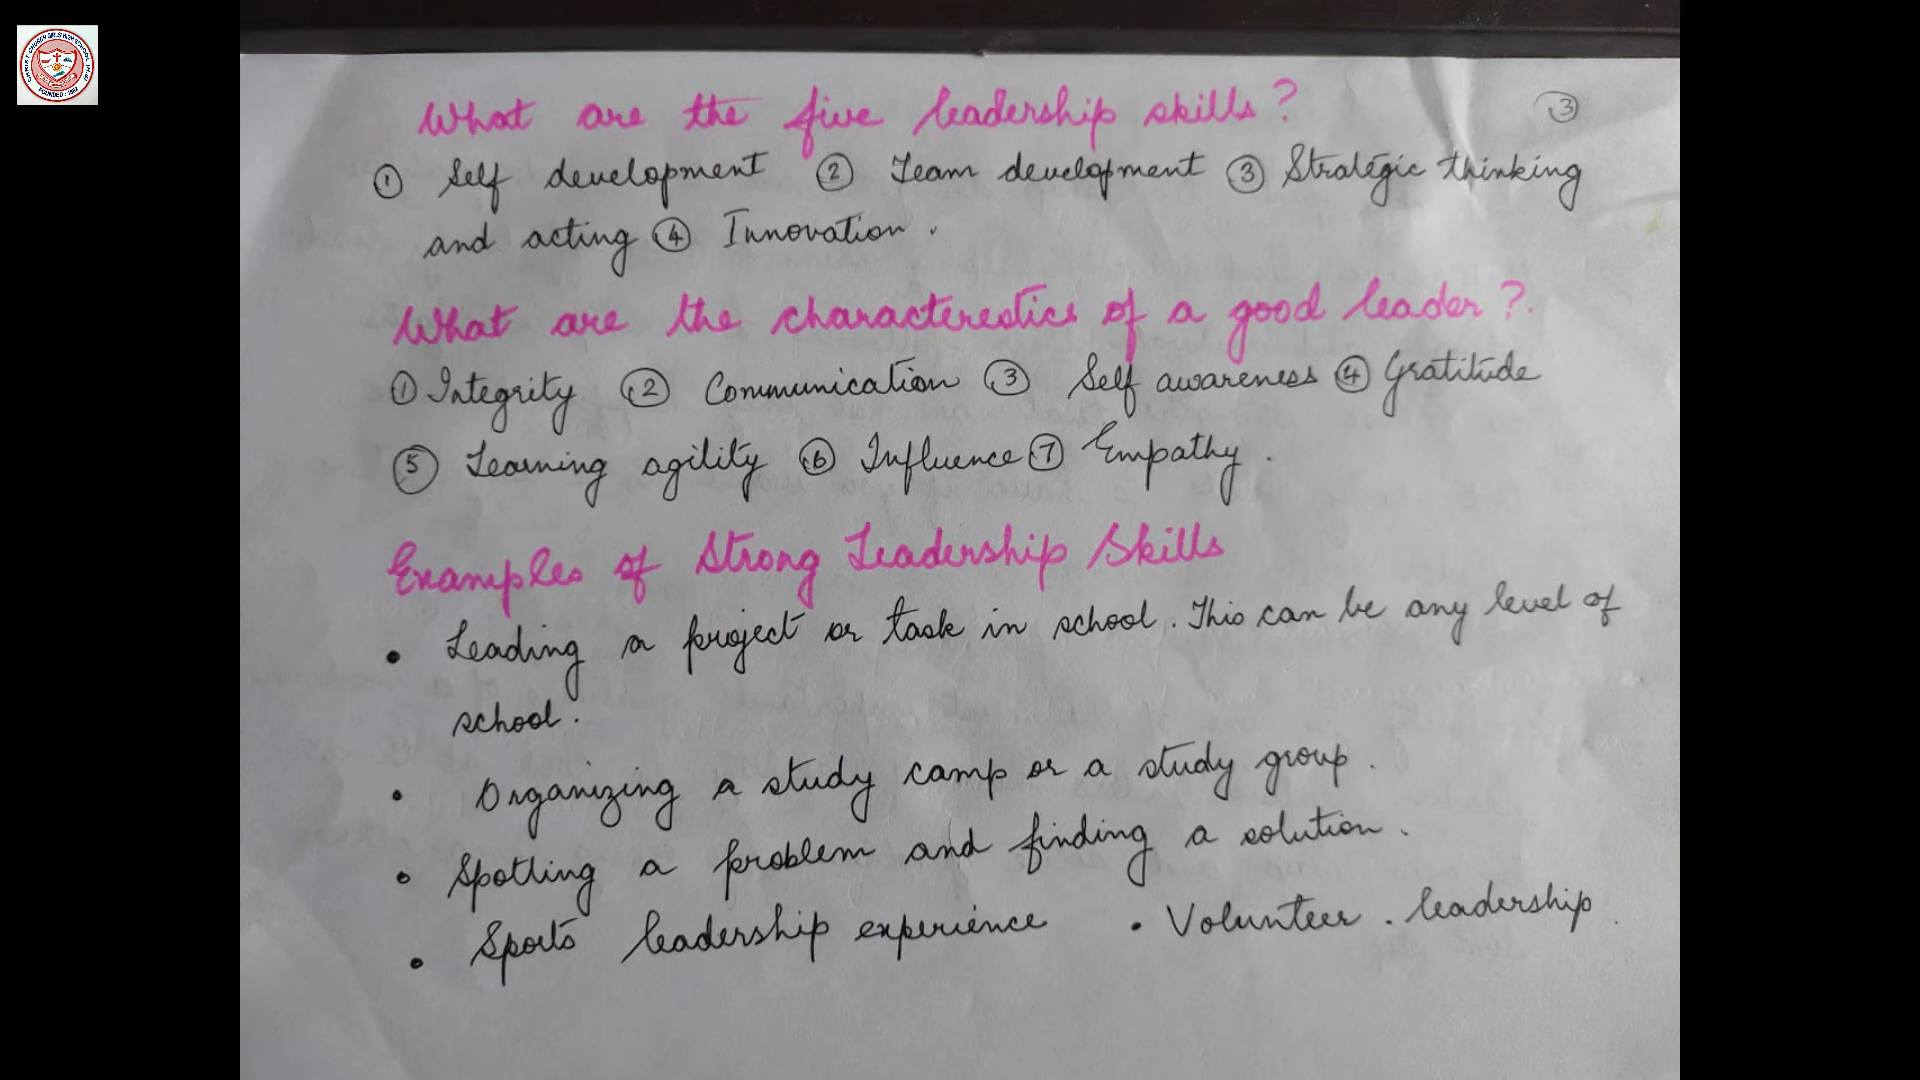 What are the five leadership skills? ③
① Self development ② Team development ③ Strategic thinking
and acting ④ Innovation.
What are the characterestics of a good leader?
① Integrity ② Communication ③ Self awareness ④ Gratitude
⑤ Learning agility ⑥ Influence ⑦ Empathy.
Examples of Strong Leadership Skills
• Leading a project or task in school. This can be any level of
school.
• Organizing a study camp or a study group.
• Spotting a problem and finding a solution.
• Sports leadership experience • Volunteer. leadership.